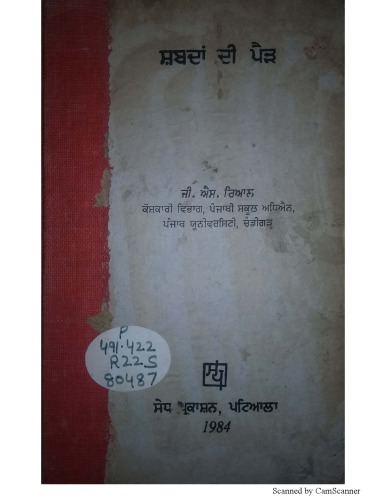 ਸ਼ਬਦਾਂ ਦੀ ਪੈੜ
ਜੀ. ਐਸ. ਰਿਆਲ
ਕੋਸ਼ਕਾਰੀ ਵਿਭਾਗ, ਪੰਜਾਬੀ ਸਕੂਲ ਅਧਿਐਨ,
ਪੰਜਾਬ ਯੂਨੀਵਰਸਿਟੀ, ਚੰਡੀਗੜ੍ਹ
P
491.422
R22S
80487
ਸੇਧ ਪ੍ਰਕਾਸ਼ਨ, ਪਟਿਆਲਾ
1984
Scanned by CamScanner